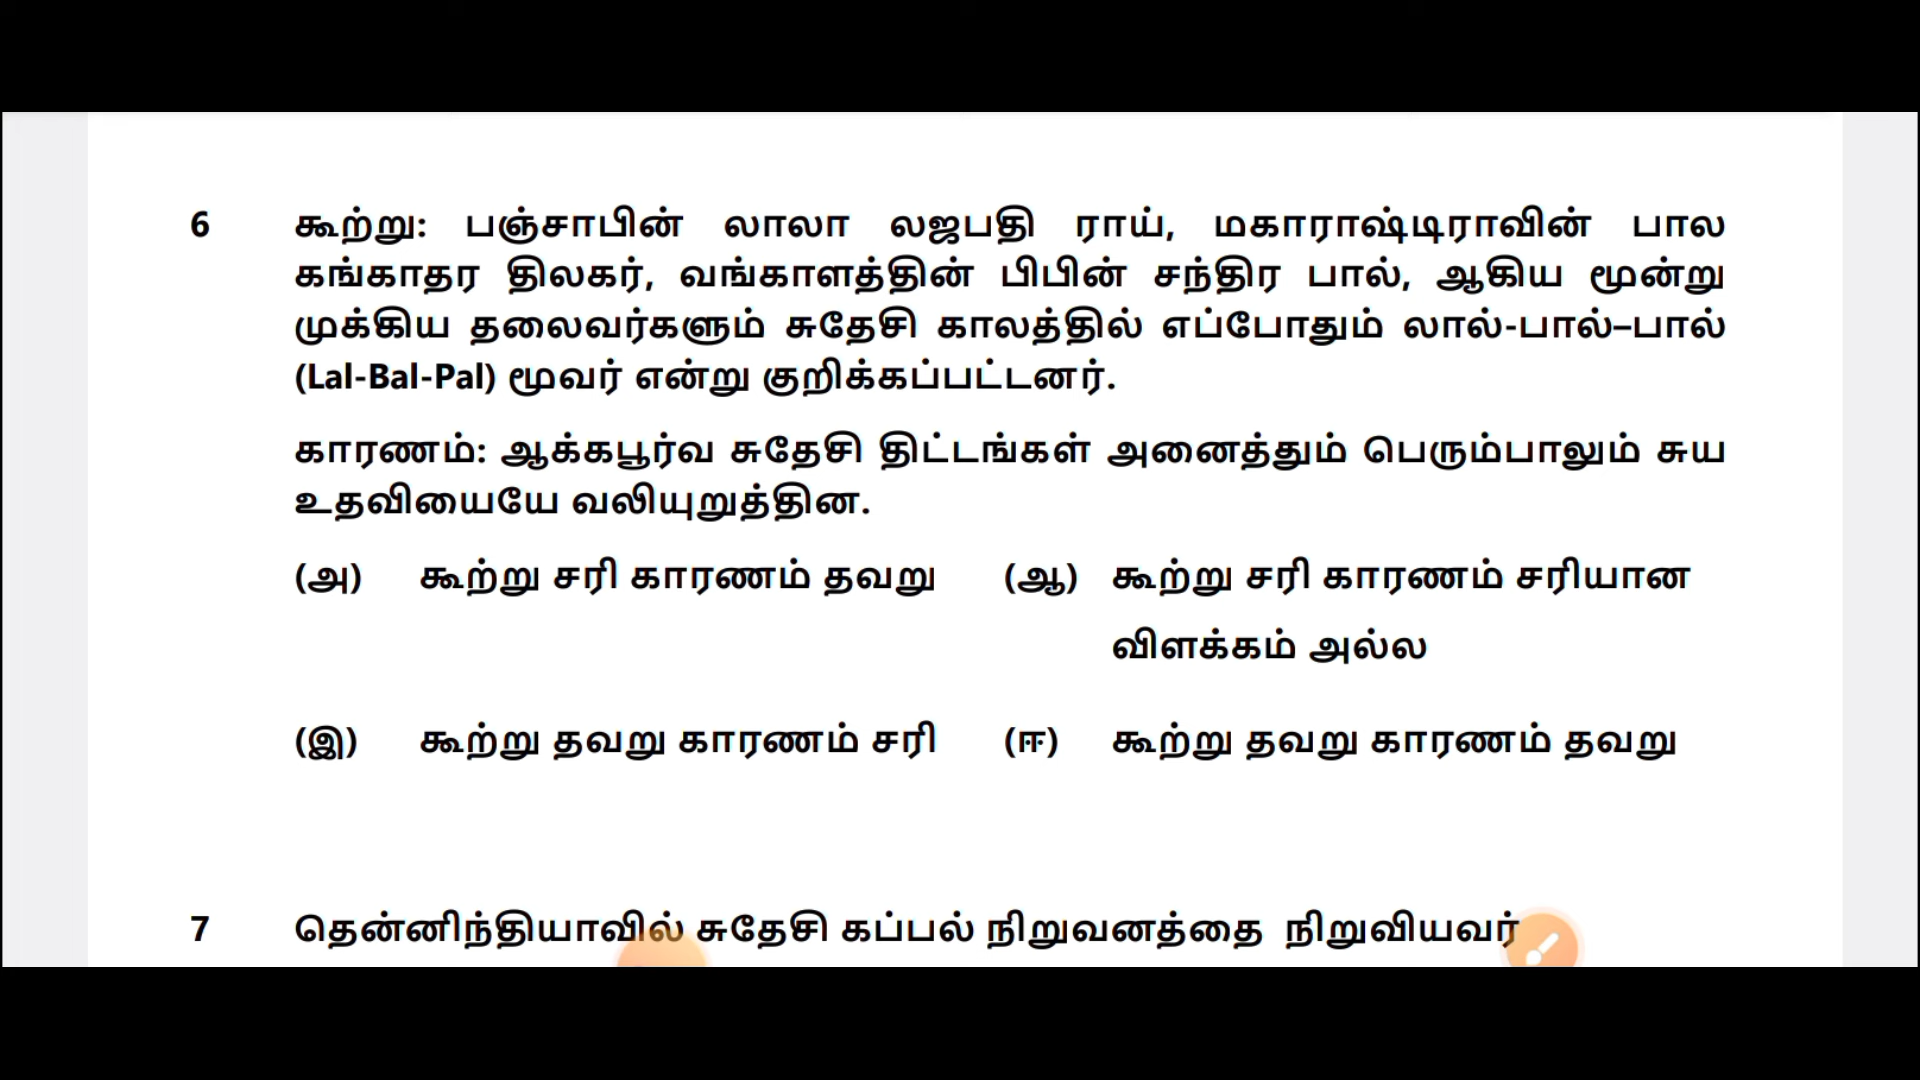 6 கூற்று: பஞ்சாபின் லாலா லஜபதி ராய், மகாராஷ்டிராவின் பால
கங்காதர திலகர், வங்காளத்தின் பிபின் சந்திர பால், ஆகிய மூன்று
முக்கிய தலைவர்களும் சுதேசி காலத்தில் எப்போதும் லால்-பால்–பால்
(Lal-Bal-Pal) மூவர் என்று குறிக்கப்பட்டனர்.
காரணம்: ஆக்கபூர்வ சுதேசி திட்டங்கள் அனைத்தும் பெரும்பாலும் சுய
உதவியையே வலியுறுத்தின.
(அ) கூற்று சரி காரணம் தவறு (ஆ) கூற்று சரி காரணம் சரியான
விளக்கம் அல்ல
(இ) கூற்று தவறு காரணம் சரி (ஈ) கூற்று தவறு காரணம் தவறு
7 தென்னிந்தியாவில் சுதேசி கப்பல் நிறுவனத்தை நிறுவியவர்